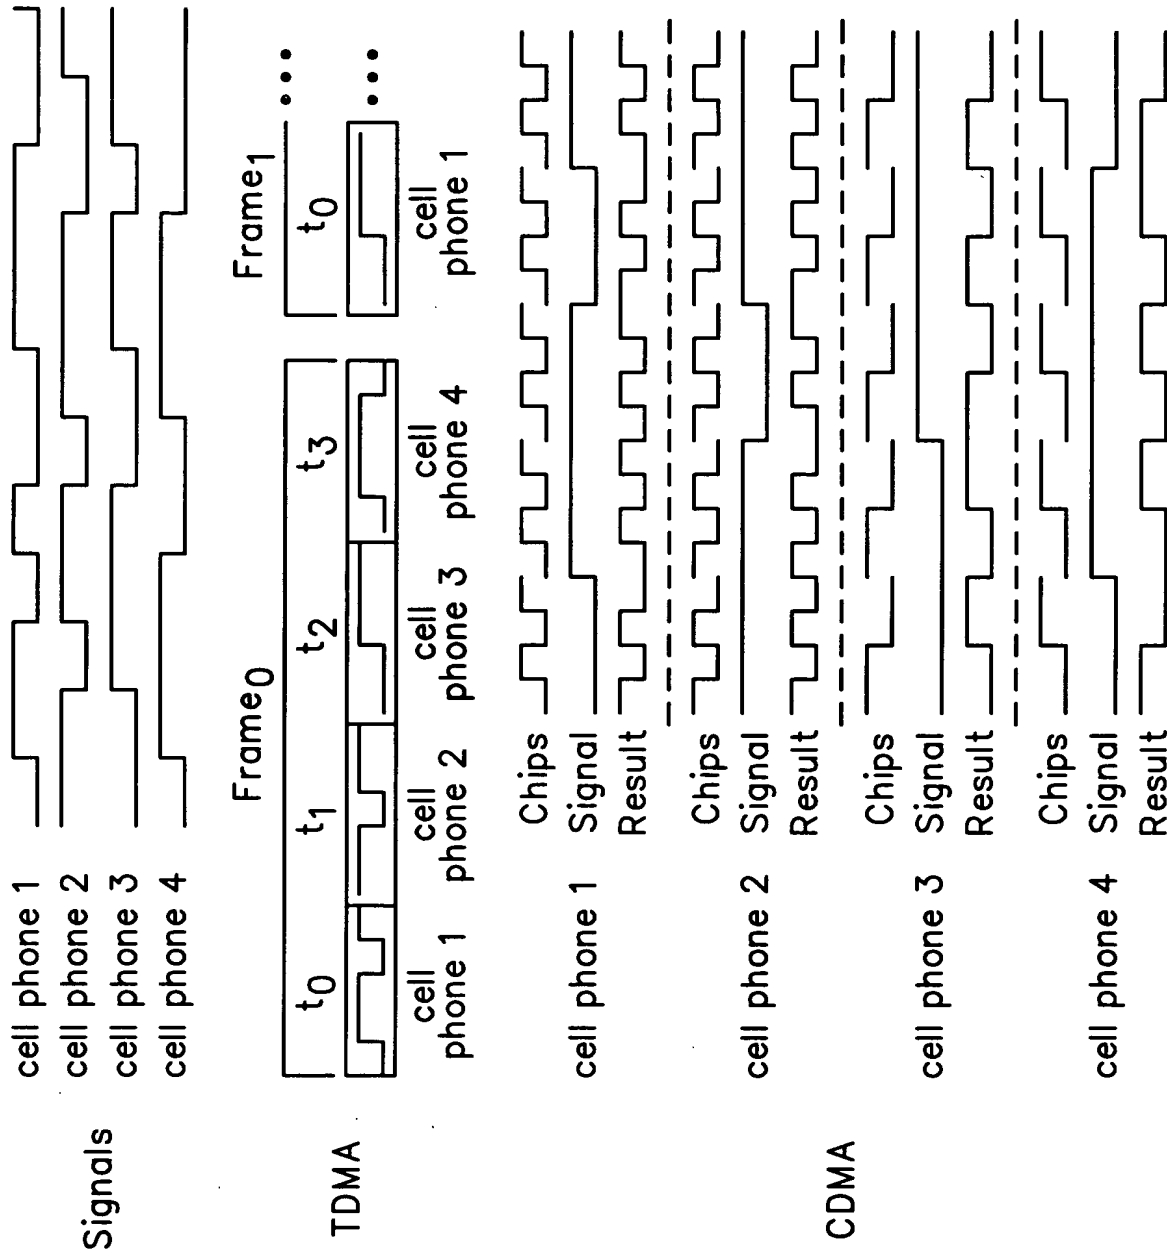 Signals
cell phone 1
cell phone 2
cell phone 3
cell phone 4
TDMA
Frame0
Frame1
t0
t1
t2
t3
t0
cell
phone 1
cell
phone 2
cell
phone 3
cell
phone 4
cell
phone 1
CDMA
cell phone 1
Chips
Signal
Result
cell phone 2
Chips
Signal
Result
cell phone 3
Chips
Signal
Result
cell phone 4
Chips
Signal
Result